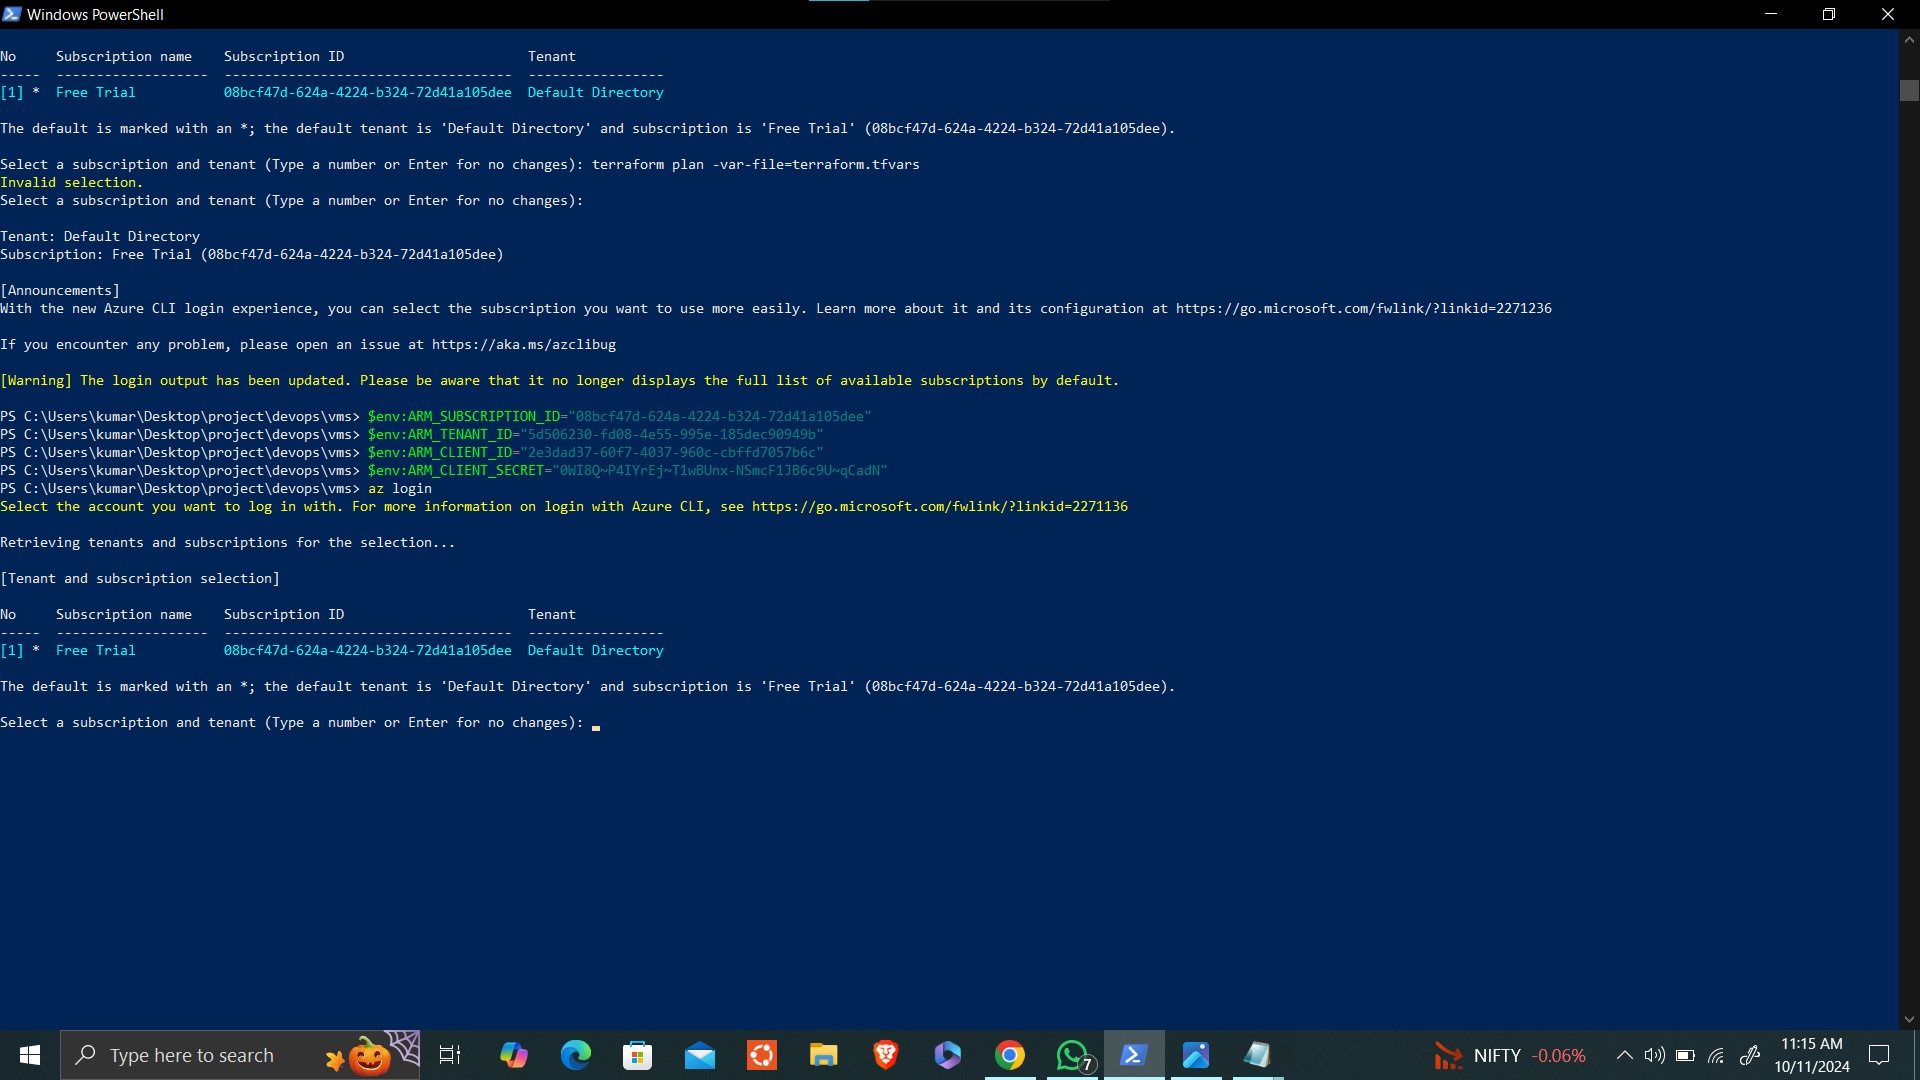 Windows PowerShell
No     Subscription name    Subscription ID                       Tenant
-----  -------------------  ------------------------------------  -----------------
[1] *  Free Trial           08bcf47d-624a-4224-b324-72d41a105dee  Default Directory
The default is marked with an *; the default tenant is 'Default Directory' and subscription is 'Free Trial' (08bcf47d-624a-4224-b324-72d41a105dee).
Select a subscription and tenant (Type a number or Enter for no changes): terraform plan -var-file=terraform.tfvars
Invalid selection.
Select a subscription and tenant (Type a number or Enter for no changes):
Tenant: Default Directory
Subscription: Free Trial (08bcf47d-624a-4224-b324-72d41a105dee)
[Announcements]
With the new Azure CLI login experience, you can select the subscription you want to use more easily. Learn more about it and its configuration at https://go.microsoft.com/fwlink/?linkid=2271236
If you encounter any problem, please open an issue at https://aka.ms/azclibug
[Warning] The login output has been updated. Please be aware that it no longer displays the full list of available subscriptions by default.
PS C:\Users\kumar\Desktop\project\devops\vms> $env:ARM_SUBSCRIPTION_ID="08bcf47d-624a-4224-b324-72d41a105dee"
PS C:\Users\kumar\Desktop\project\devops\vms> $env:ARM_TENANT_ID="5d506230-fd08-4e55-995e-185dec90949b"
PS C:\Users\kumar\Desktop\project\devops\vms> $env:ARM_CLIENT_ID="2e3dad37-60f7-4037-960c-cbffd7057b6c"
PS C:\Users\kumar\Desktop\project\devops\vms> $env:ARM_CLIENT_SECRET="0WI8Q~P4IYrEj~T1wBUnx-NSmcF1JB6c9U~qCadN"
PS C:\Users\kumar\Desktop\project\devops\vms> az login
Select the account you want to log in with. For more information on login with Azure CLI, see https://go.microsoft.com/fwlink/?linkid=2271136
Retrieving tenants and subscriptions for the selection...
[Tenant and subscription selection]
No     Subscription name    Subscription ID                       Tenant
-----  -------------------  ------------------------------------  -----------------
[1] *  Free Trial           08bcf47d-624a-4224-b324-72d41a105dee  Default Directory
The default is marked with an *; the default tenant is 'Default Directory' and subscription is 'Free Trial' (08bcf47d-624a-4224-b324-72d41a105dee).
Select a subscription and tenant (Type a number or Enter for no changes):
Type here to search
7
NIFTY -0.06%
11:15 AM
10/11/2024